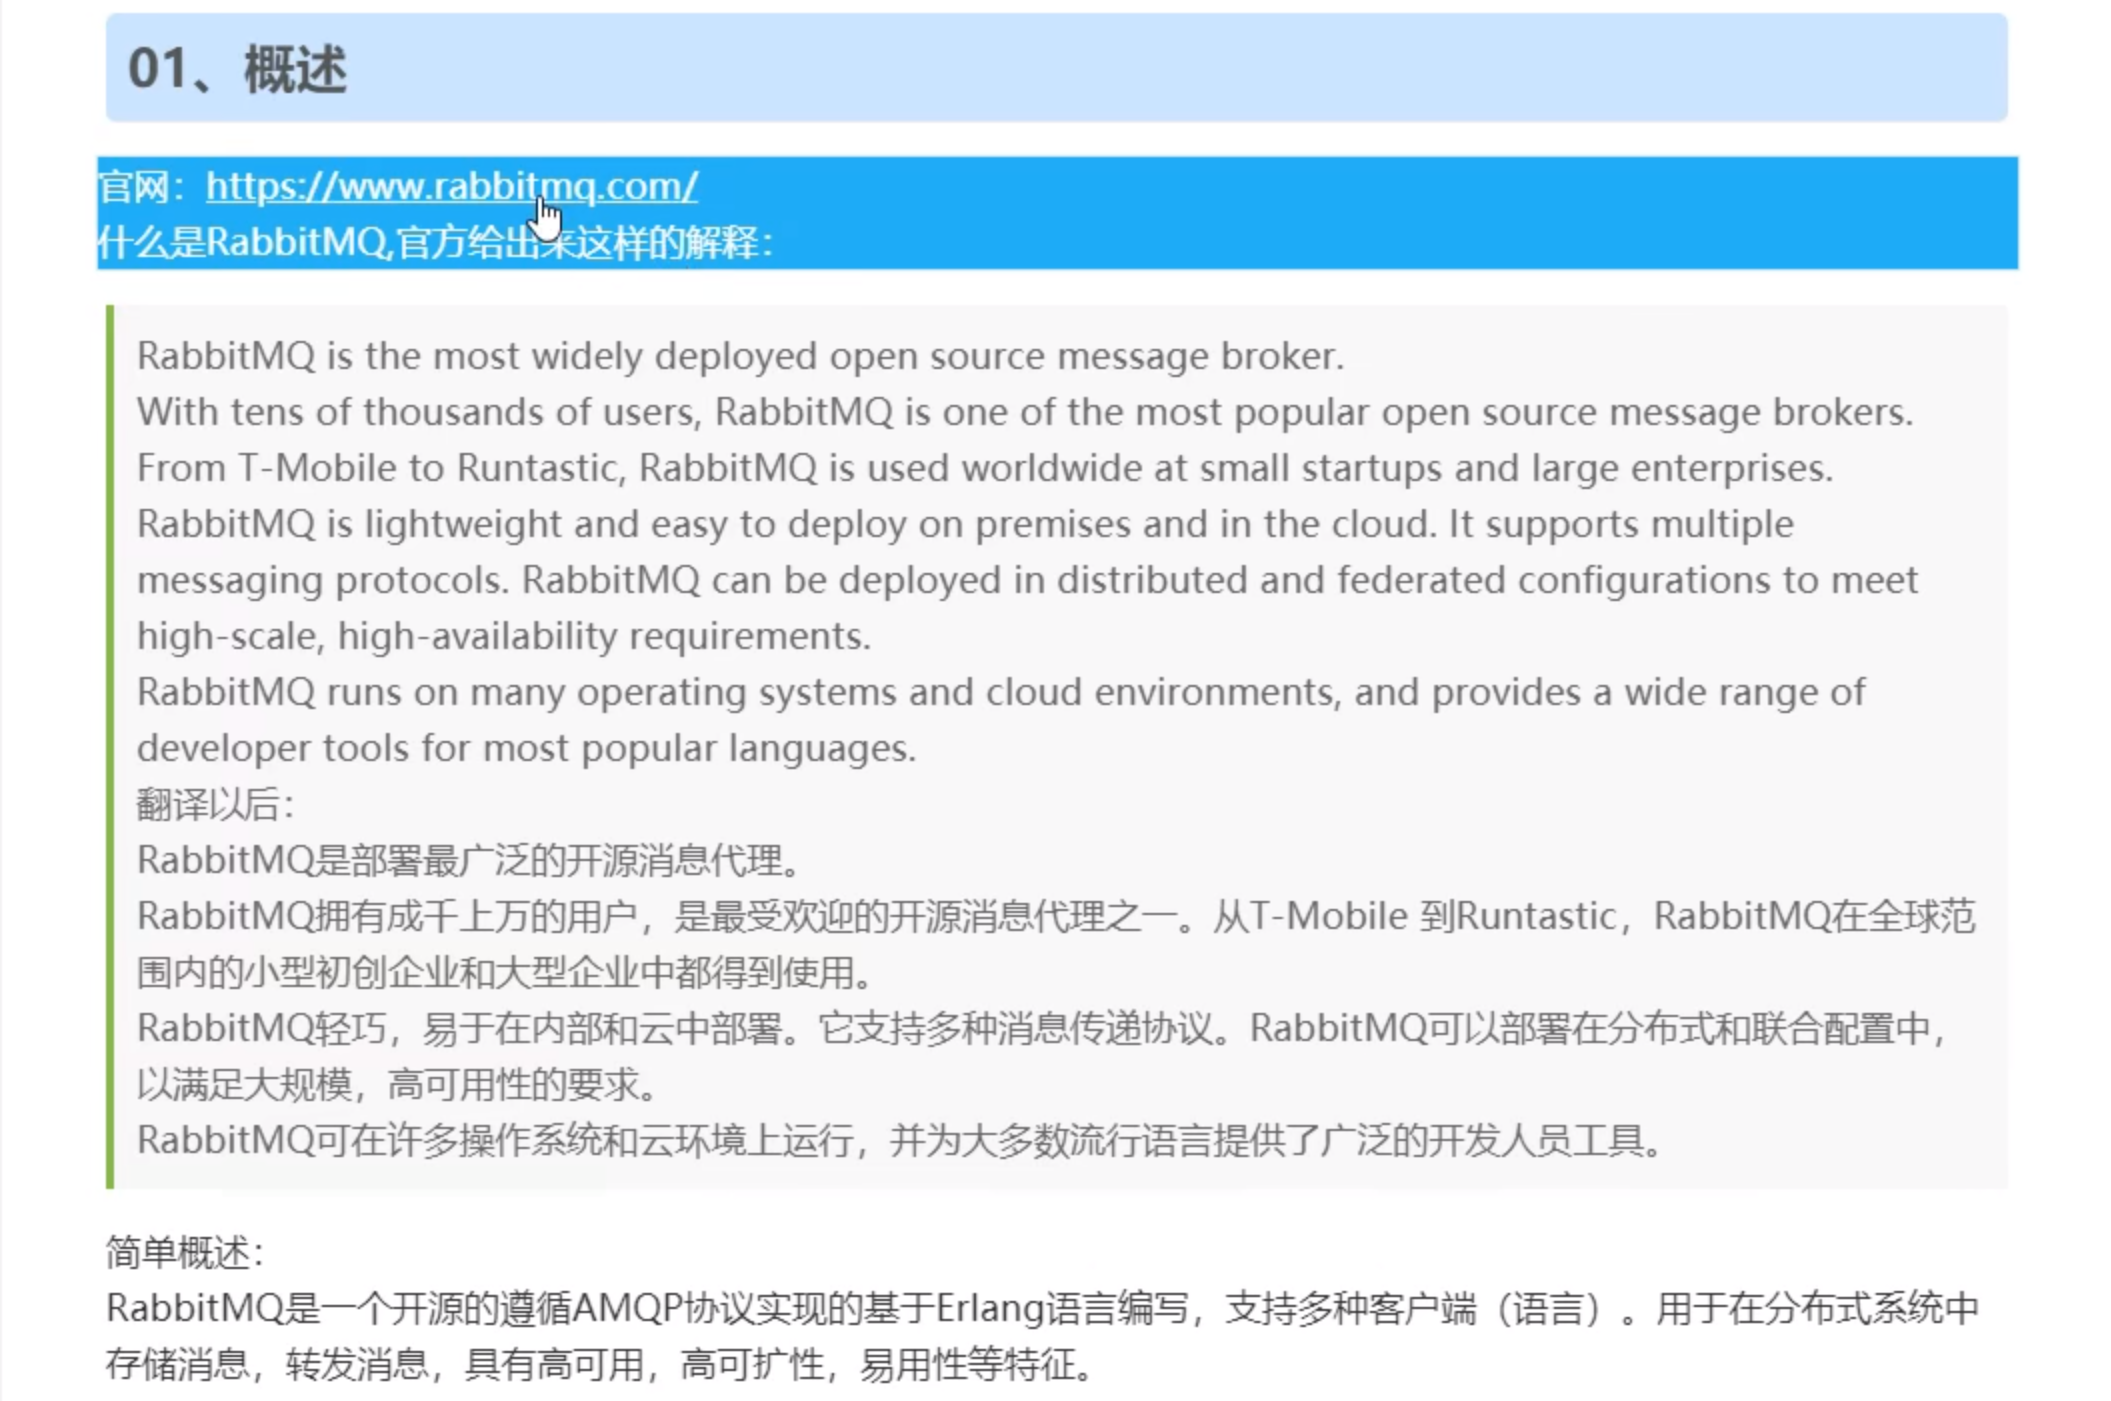 01、概述
官网：https://www.rabbitmq.com/
什么是RabbitMQ,官方给出来这样的解释：
RabbitMQ is the most widely deployed open source message broker.
With tens of thousands of users, RabbitMQ is one of the most popular open source message brokers.
From T-Mobile to Runtastic, RabbitMQ is used worldwide at small startups and large enterprises.
RabbitMQ is lightweight and easy to deploy on premises and in the cloud. It supports multiple
messaging protocols. RabbitMQ can be deployed in distributed and federated configurations to meet
high-scale, high-availability requirements.
RabbitMQ runs on many operating systems and cloud environments, and provides a wide range of
developer tools for most popular languages.
翻译以后：
RabbitMQ是部署最广泛的开源消息代理。
RabbitMQ拥有成千上万的用户，是最受欢迎的开源消息代理之一。从T-Mobile 到Runtastic，RabbitMQ在全球范
围内的小型初创企业和大型企业中都得到使用。
RabbitMQ轻巧，易于在内部和云中部署。它支持多种消息传递协议。RabbitMQ可以部署在分布式和联合配置中，
以满足大规模，高可用性的要求。
RabbitMQ可在许多操作系统和云环境上运行，并为大多数流行语言提供了广泛的开发人员工具。
简单概述：
RabbitMQ是一个开源的遵循AMQP协议实现的基于Erlang语言编写，支持多种客户端（语言）。用于在分布式系统中
存储消息，转发消息，具有高可用，高可扩性，易用性等特征。